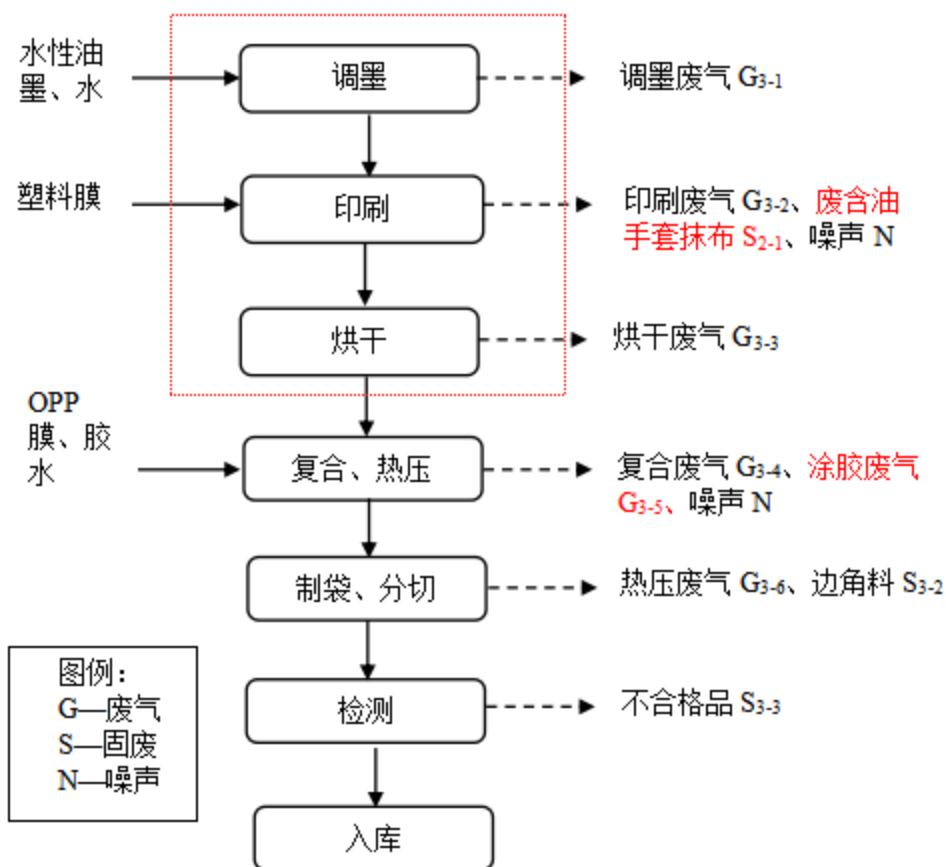 水性油
墨、水
调墨
调墨废气 G3-1
塑料膜
印刷
印刷废气 G3-2、废含油
手套抹布 S2-1、噪声 N
烘干
烘干废气 G3-3
OPP
膜、胶
水
复合、热压
复合废气 G3-4、涂胶废气
G3-5、噪声 N
制袋、分切
热压废气 G3-6、边角料 S3-2
检测
不合格品 S3-3
入库
图例：
G—废气
S—固废
N—噪声